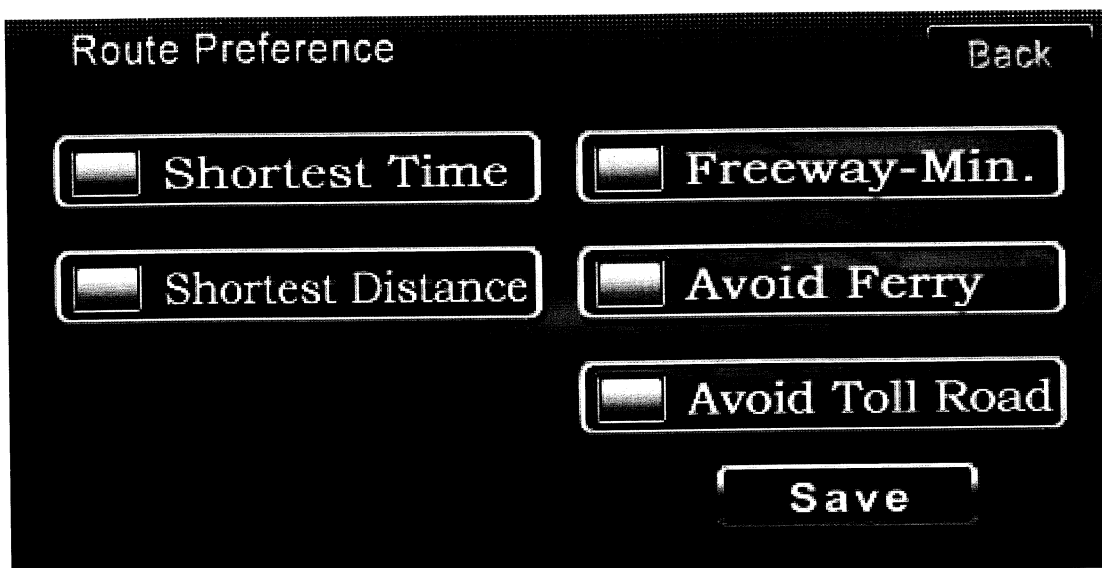 Route Preference
Back
Shortest Time
Freeway-Min.
Shortest Distance
Avoid Ferry
Avoid Toll Road
Save